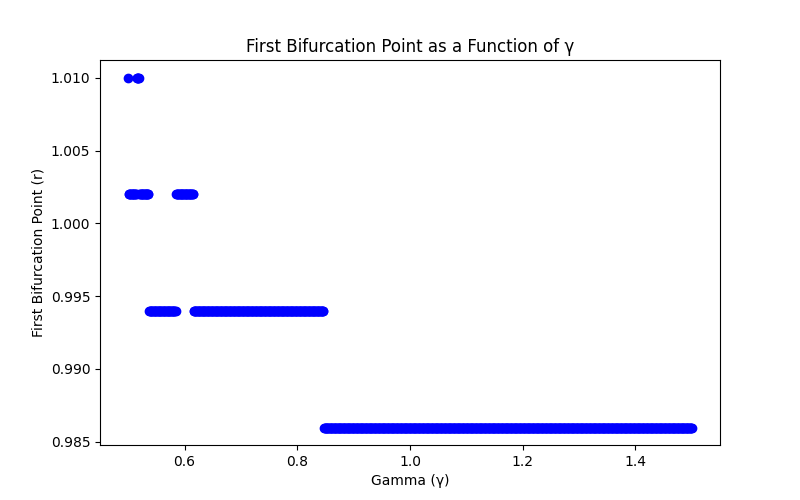 First Bifurcation Point as a Function of γ
1.010
1.005
1.000
0.995
0.990
0.985
First Bifurcation Point (r)
0.6 0.8 1.0 1.2 1.4
Gamma (γ)